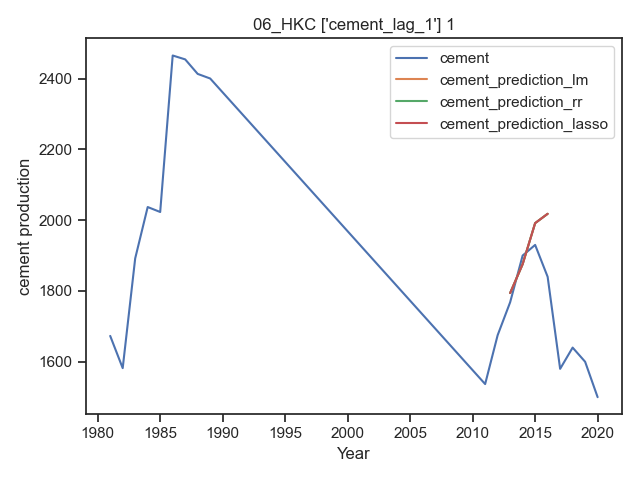 06_HKC ['cement_lag_1'] 1
cement
cement_prediction_lm
cement_prediction_rr
cement_prediction_lasso
cement production
2400
2200
2000
1800
1600
1980 1985 1990 1995 2000 2005 2010 2015 2020
Year